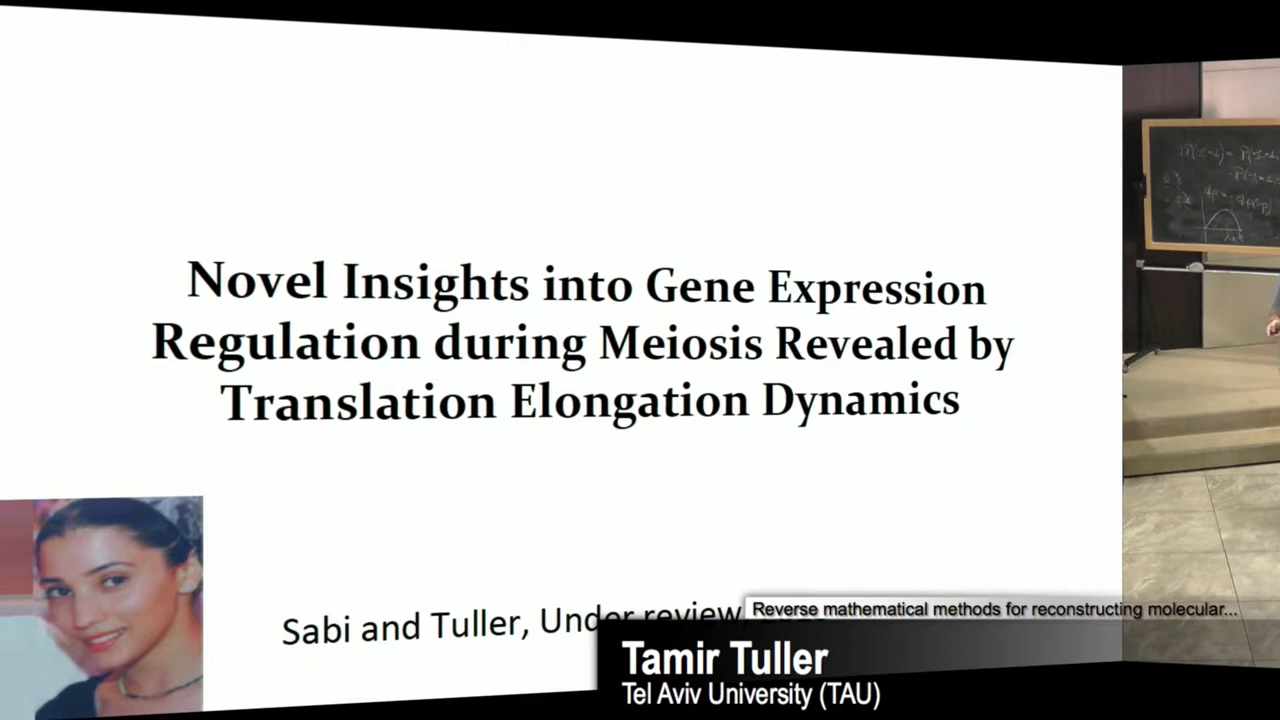 Novel Insights into Gene Expression
Regulation during Meiosis Revealed by
Translation Elongation Dynamics
Sabi and Tuller, Under review,
Reverse mathematical methods for reconstructing molecular...
Tamir Tuller
Tel Aviv University (TAU)